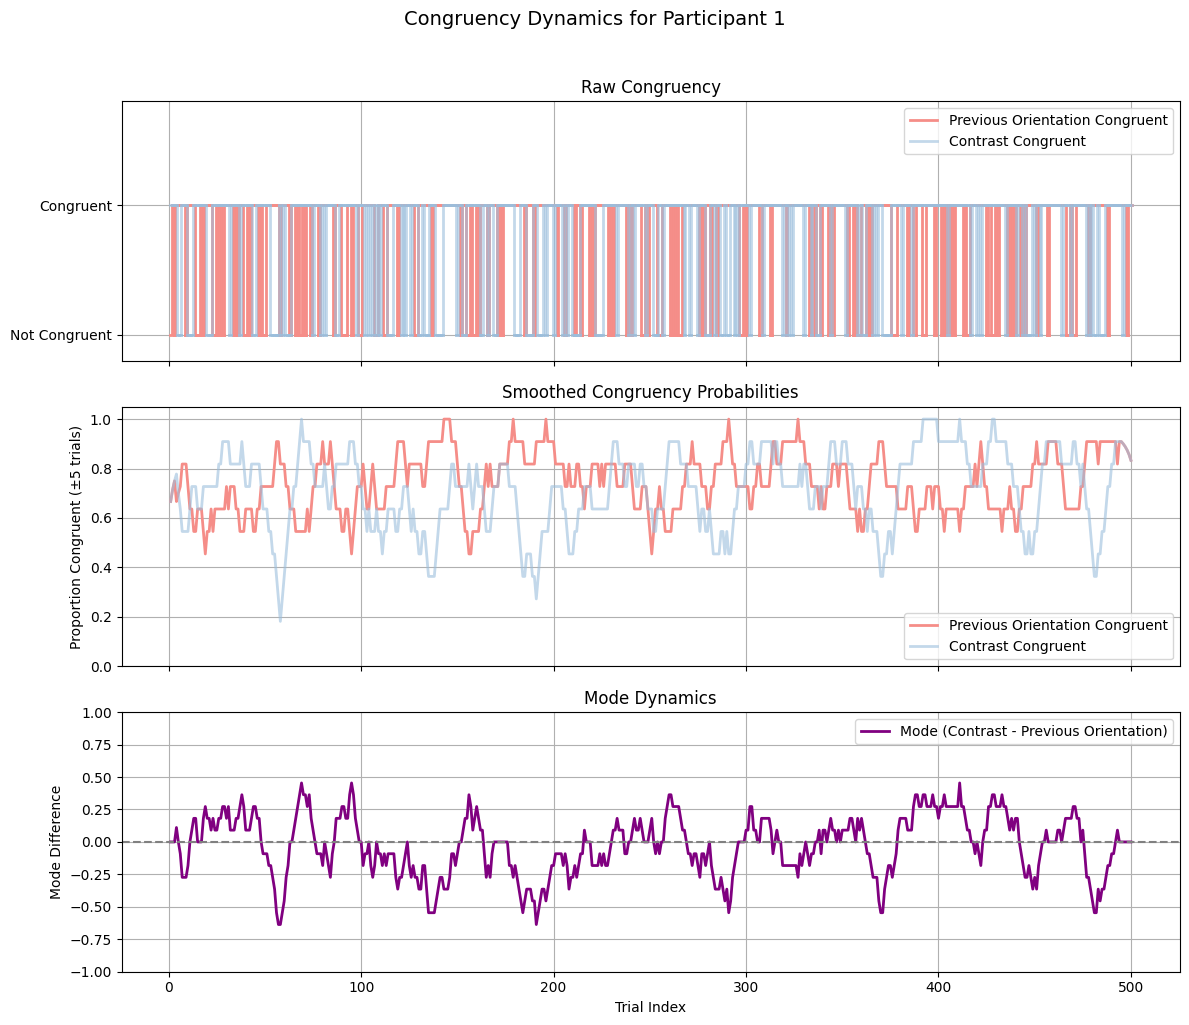 Congruency Dynamics for Participant 1
Raw Congruency
Previous Orientation Congruent
Contrast Congruent
Congruent
Not Congruent
Smoothed Congruency Probabilities
Proportion Congruent (±5 trials)
1.0
0.8
0.6
0.4
0.2
0.0
Previous Orientation Congruent
Contrast Congruent
Mode Dynamics
Mode Difference
1.00
0.75
0.50
0.25
0.00
−0.25
−0.50
−0.75
−1.00
Mode (Contrast - Previous Orientation)
0 100 200 300 400 500
Trial Index